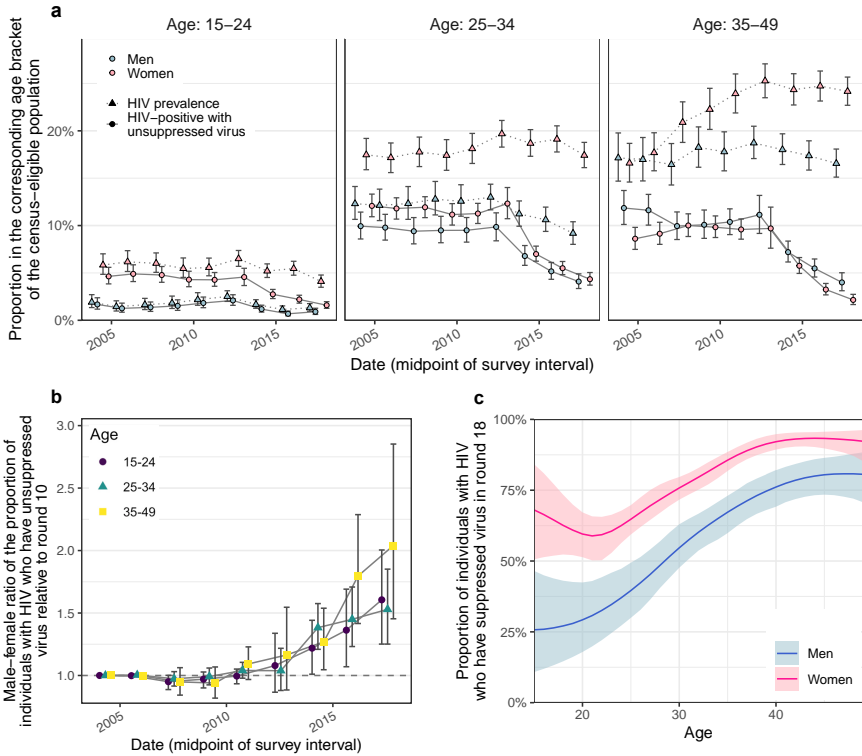 a
Age: 15−24
Age: 25−34
Age: 35−49
Proportion in the corresponding age bracket
of the census−eligible population
20%
10%
0%
Men
Women
HIV prevalence
HIV−positive with
unsuppressed virus
2005
2010
2015
2005
2010
2015
2005
2010
2015
Date (midpoint of survey interval)
b
Male−female ratio of the proportion of
individuals with HIV who have unsuppressed
virus relative to round 10
3.0
2.5
2.0
1.5
1.0
Age
15-24
25-34
35-49
2005
2010
2015
Date (midpoint of survey interval)
c
Proportion of individuals with HIV
who have suppressed virus in round 18
100%
75%
50%
25%
0%
Men
Women
20
30
40
Age